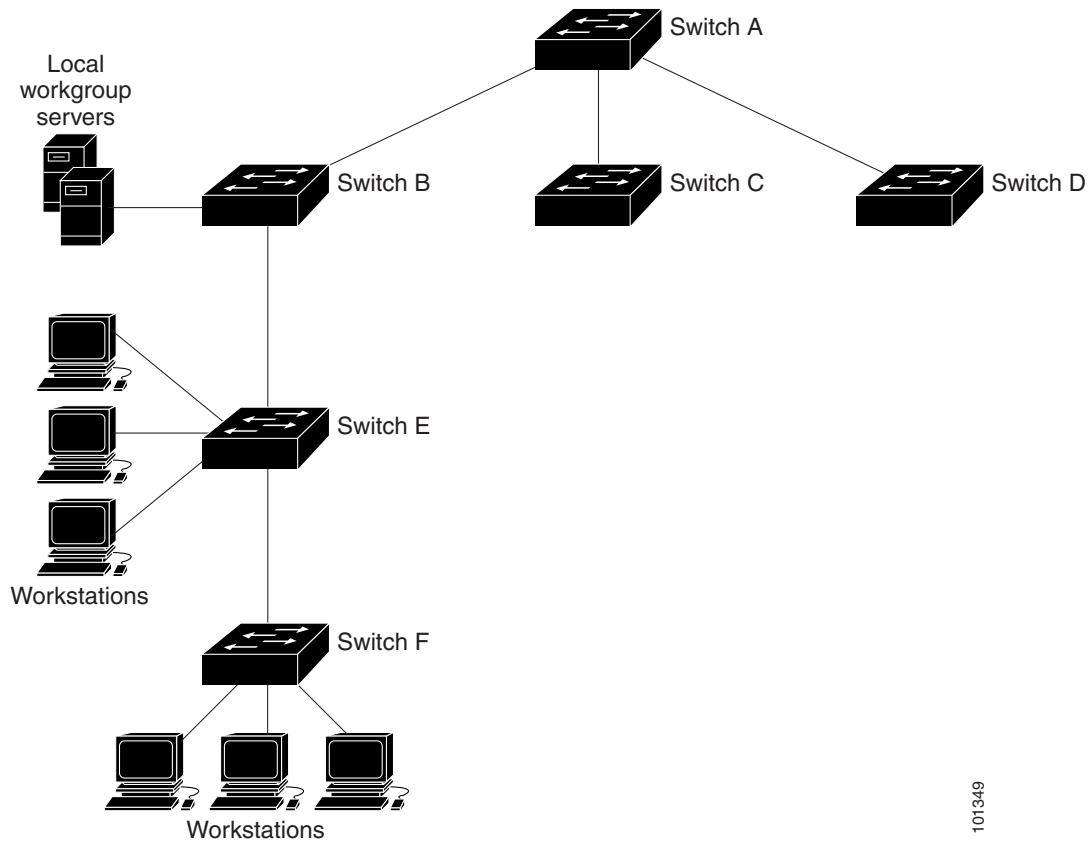 Switch A
Local
workgroup
servers
Switch B
Switch C
Switch D
Switch E
Workstations
Switch F
Workstations
101349